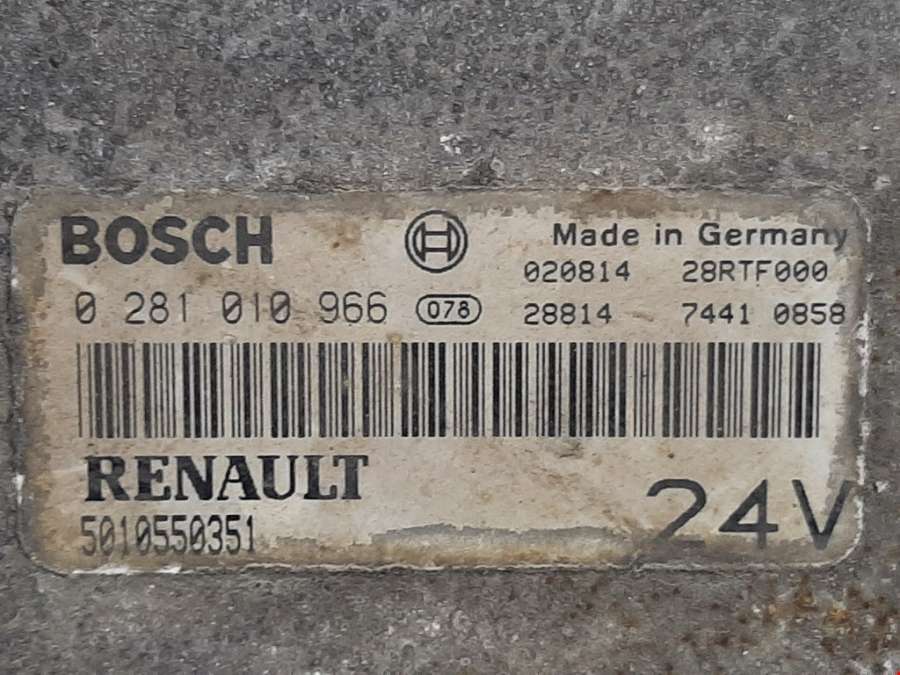 BOSCH Made in Germany
020814 28RTF000
0 281 010 966 078 28814 7441 0858
RENAULT
5010550351 24V